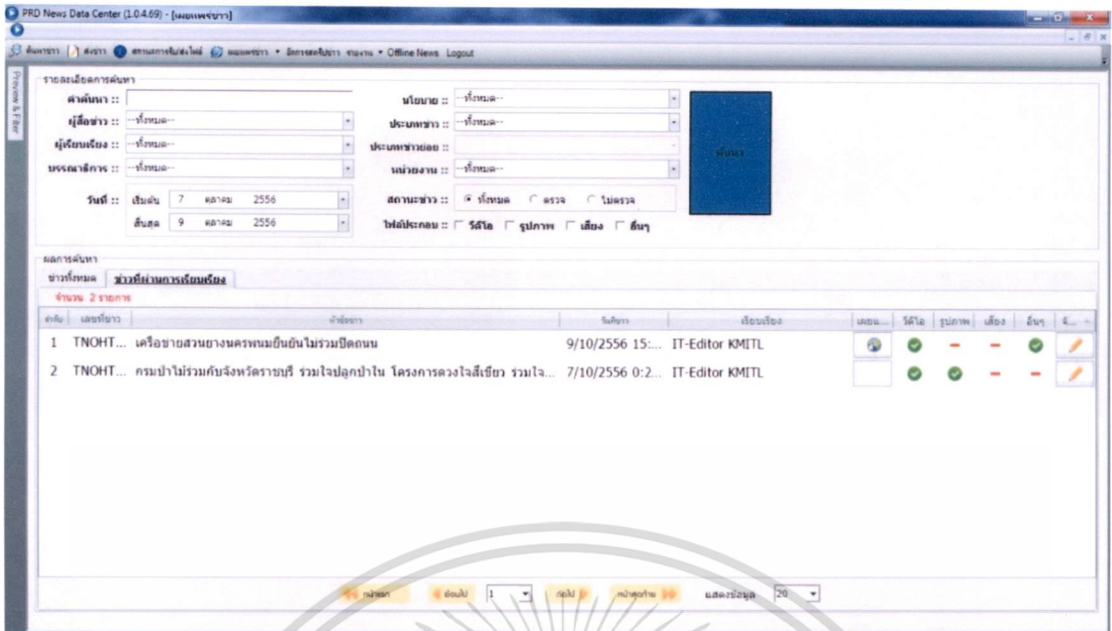 PRD News Data Center (1.0.4.69) - [เผยแพร่ข่าว]
ค้นหาข่าว ส่งข่าว สถานะการรับ/ส่งไฟล์ เผยแพร่ข่าว จัดการสคริปข่าว รายงาน Offline News Logout
Preview & Filter
รายละเอียดการค้นหา
คำค้นหา :: นโยบาย :: --ทั้งหมด--
ผู้สื่อข่าว :: --ทั้งหมด-- ประเภทข่าว :: --ทั้งหมด--
ผู้เรียบเรียง :: --ทั้งหมด-- ประเภทข่าวย่อย ::
บรรณาธิการ :: --ทั้งหมด-- หน่วยงาน :: --ทั้งหมด--
ค้นหา
วันที่ :: เริ่มต้น 7 ตุลาคม 2556 สถานะข่าว :: ทั้งหมด ตรวจ ไม่ตรวจ
สิ้นสุด 9 ตุลาคม 2556 ไฟล์ประกอบ :: วีดีโอ รูปภาพ เสียง อื่นๆ
ผลการค้นหา
ข่าวทั้งหมด ข่าวที่ผ่านการเรียบเรียง
จำนวน 2 รายการ
ลำดับ เลขที่ข่าว หัวข้อข่าว วันที่ข่าว เรียบเรียง เผยแ... วีดีโอ รูปภาพ เสียง อื่นๆ
1 TNOHT... เครือข่ายสวนยางนครพนมยืนยันไม่ร่วมปิดถนน 9/10/2556 15:... IT-Editor KMITL
2 TNOHT... กรมป่าไม้ร่วมกับจังหวัดราชบุรี ร่วมใจปลูกป่าใน โครงการดวงใจสีเขียว ร่วมใจ... 7/10/2556 0:2... IT-Editor KMITL
หน้าแรก ย้อนไป 1 ถัดไป หน้าสุดท้าย แสดงข้อมูล 20